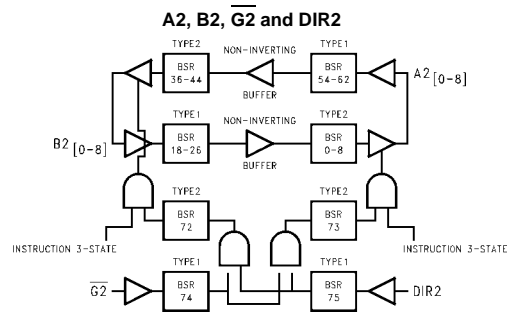 A2, B2, G2 and DIR2
TYPE2 NON-INVERTING TYPE1
BSR 36-44 BUFFER BSR 54-62
A2[0-8]
TYPE1 NON-INVERTING TYPE2
B2[0-8]
BSR 18-26 BUFFER BSR 0-8
TYPE2 TYPE2
BSR 72 BSR 73
INSTRUCTION 3-STATE INSTRUCTION 3-STATE
TYPE1 TYPE1
G2 BSR 74 BSR 75 DIR2